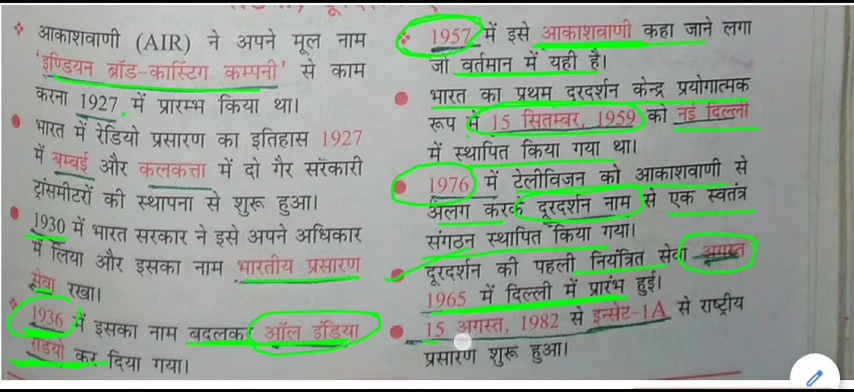 ❖ आकाशवाणी (AIR) ने अपने मूल नाम
'इण्डियन ब्रॉड-कास्टिंग कम्पनी' से काम
करना 1927 में प्रारम्भ किया था।
● भारत में रेडियो प्रसारण का इतिहास 1927
में बम्बई और कलकत्ता में दो गैर सरकारी
ट्रांसमीटरों की स्थापना से शुरू हुआ।
● 1930 में भारत सरकार ने इसे अपने अधिकार
में लिया और इसका नाम भारतीय प्रसारण
सेवा रखा।
❖ 1936 में इसका नाम बदलकर ऑल इंडिया
रेडियो कर दिया गया।
❖ 1957 में इसे आकाशवाणी कहा जाने लगा
जो वर्तमान में यही है।
● भारत का प्रथम दूरदर्शन केन्द्र प्रयोगात्मक
रूप में 15 सितम्बर, 1959 को नई दिल्ली
में स्थापित किया गया था।
● 1976 में टेलीविजन को आकाशवाणी से
अलग करके दूरदर्शन नाम से एक स्वतंत्र
संगठन स्थापित किया गया।
दूरदर्शन की पहली नियंत्रित सेवा अगस्त
1965 में दिल्ली में प्रारंभ हुई।
● 15 अगस्त, 1982 से इन्सेट-1A से राष्ट्रीय
प्रसारण शुरू हुआ।